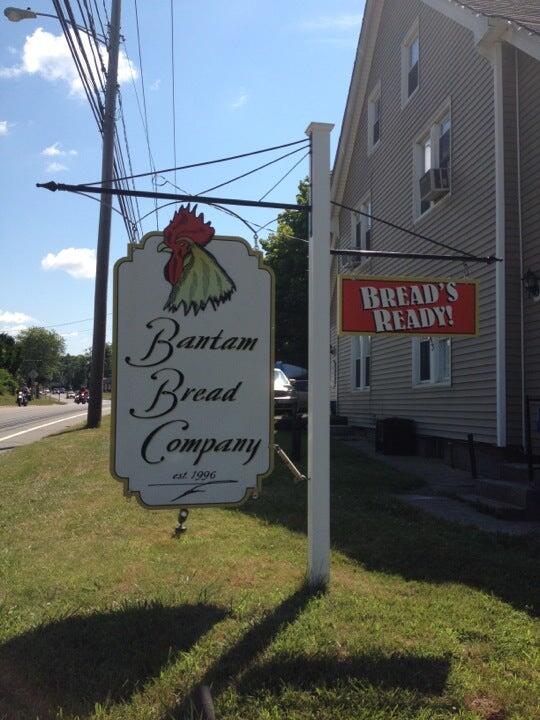 Bantam
Bread
Company
est. 1996
BREAD'S
READY!